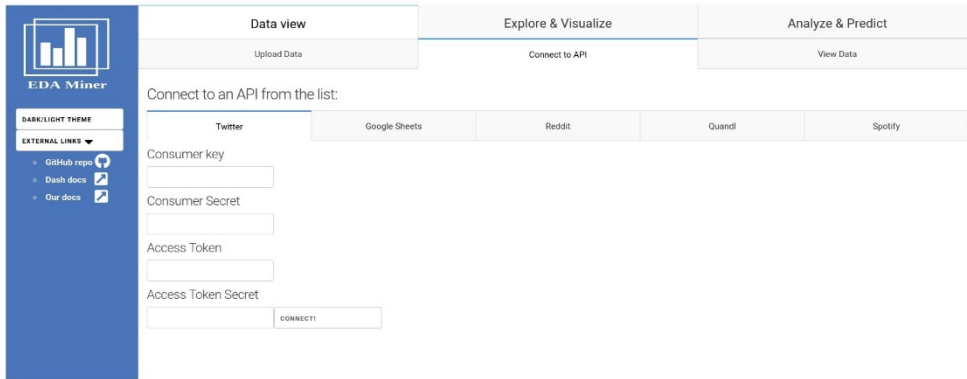 EDA Miner
DARK/LIGHT THEME
EXTERNAL LINKS
GitHub repo
Dash docs
Our docs
Data view Explore & Visualize Analyze & Predict
Upload Data Connect to API View Data
Connect to an API from the list:
Twitter Google Sheets Reddit Quandl Spotify
Consumer key
Consumer Secret
Access Token
Access Token Secret
CONNECT!